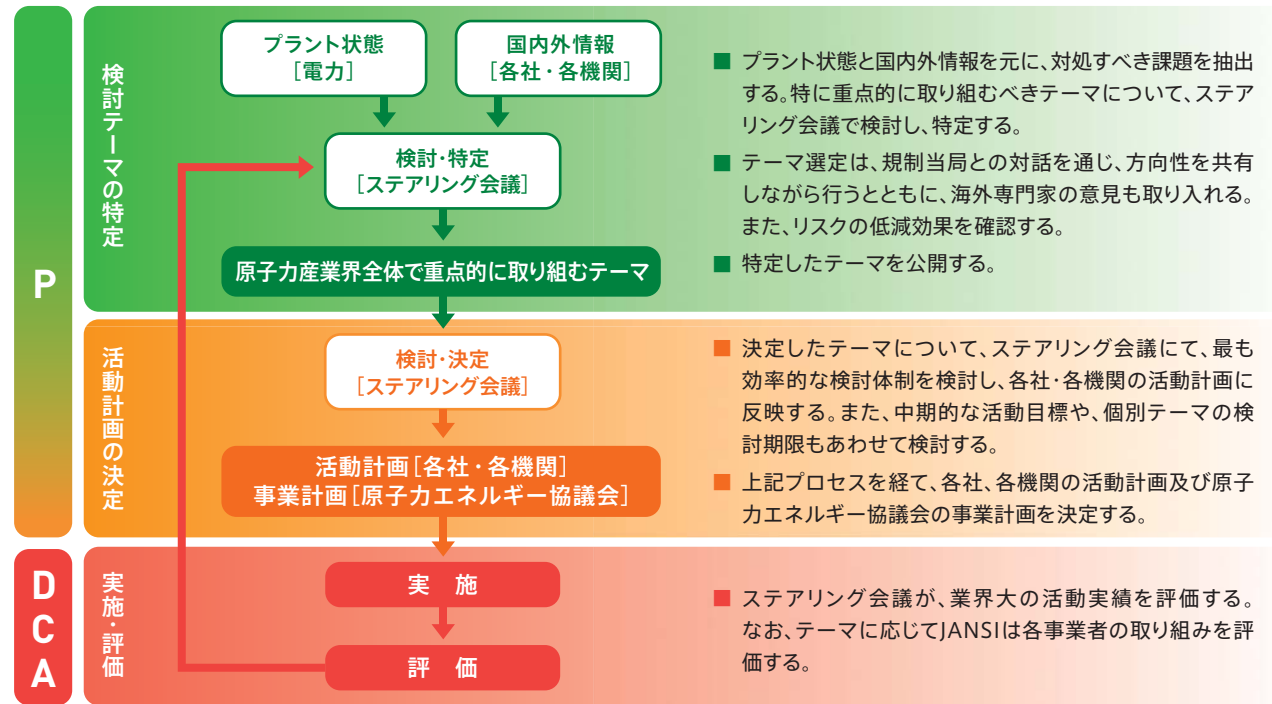 P
検討テーマの特定
プラント状態
[電力]
国内外情報
[各社・各機関]
検討・特定
[ステアリング会議]
原子力産業界全体で重点的に取り組むテーマ
■ プラント状態と国内外情報を元に、対処すべき課題を抽出
する。特に重点的に取り組むべきテーマについて、ステア
リング会議で検討し、特定する。
■ テーマ選定は、規制当局との対話を通じ、方向性を共有
しながら行うとともに、海外専門家の意見も取り入れる。
また、リスクの低減効果を確認する。
■ 特定したテーマを公開する。
活動計画の決定
検討・決定
[ステアリング会議]
活動計画[各社・各機関]
事業計画[原子力エネルギー協議会]
■ 決定したテーマについて、ステアリング会議にて、最も
効率的な検討体制を検討し、各社・各機関の活動計画に
反映する。また、中期的な活動目標や、個別テーマの検
討期限もあわせて検討する。
■ 上記プロセスを経て、各社、各機関の活動計画及び原子
力エネルギー協議会の事業計画を決定する。
D
C
A
実施・評価
実 施
評 価
■ ステアリング会議が、業界大の活動実績を評価する。
なお、テーマに応じてJANSIは各事業者の取り組みを評
価する。